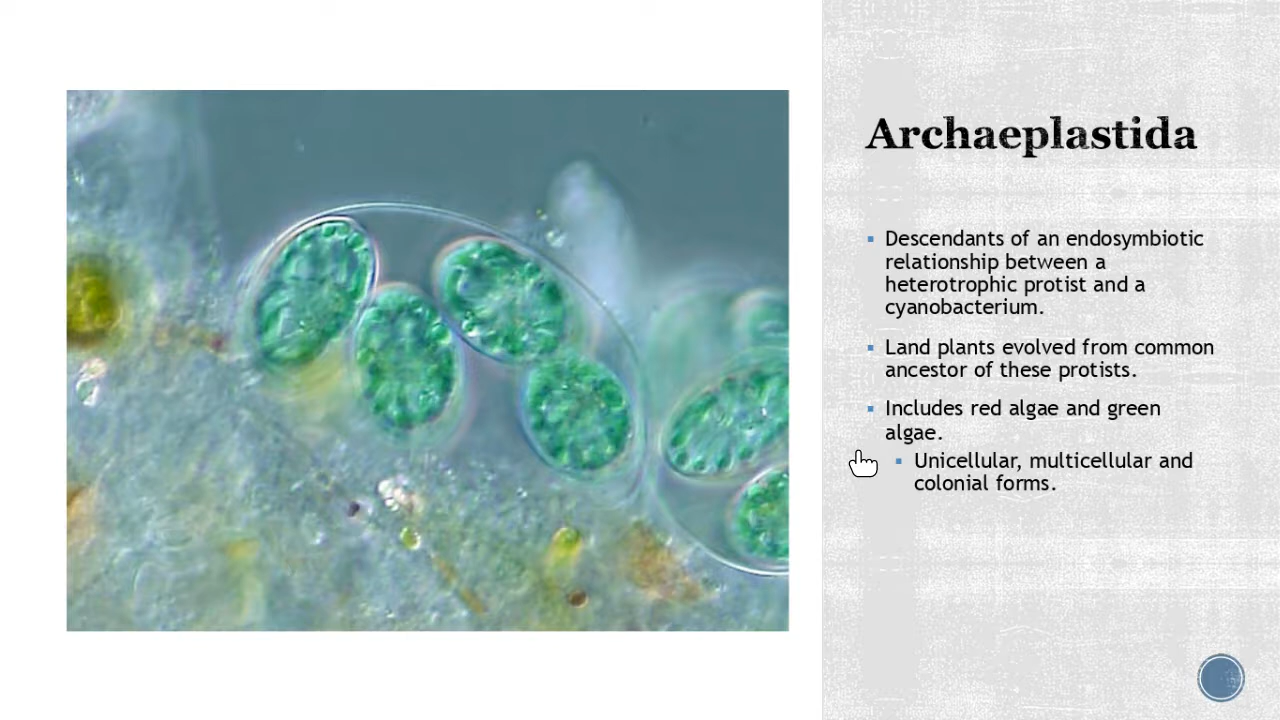 Archaeplastida
Descendants of an endosymbiotic
relationship between a
heterotrophic protist and a
cyanobacterium.
Land plants evolved from common
ancestor of these protists.
Includes red algae and green
algae.
Unicellular, multicellular and
colonial forms.